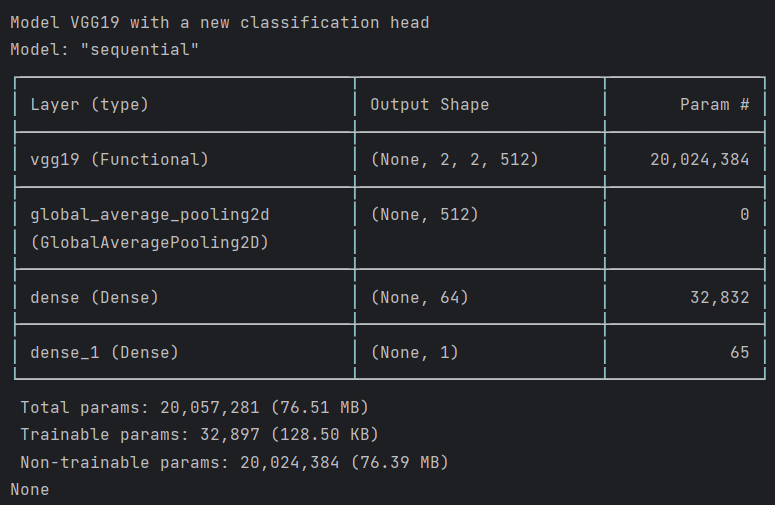 Model VGG19 with a new classification head
Model: "sequential"
Layer (type) Output Shape Param #
vgg19 (Functional) (None, 2, 2, 512) 20,024,384
global_average_pooling2d (None, 512) 0
(GlobalAveragePooling2D)
dense (Dense) (None, 64) 32,832
dense_1 (Dense) (None, 1) 65
Total params: 20,057,281 (76.51 MB)
Trainable params: 32,897 (128.50 KB)
Non-trainable params: 20,024,384 (76.39 MB)
None